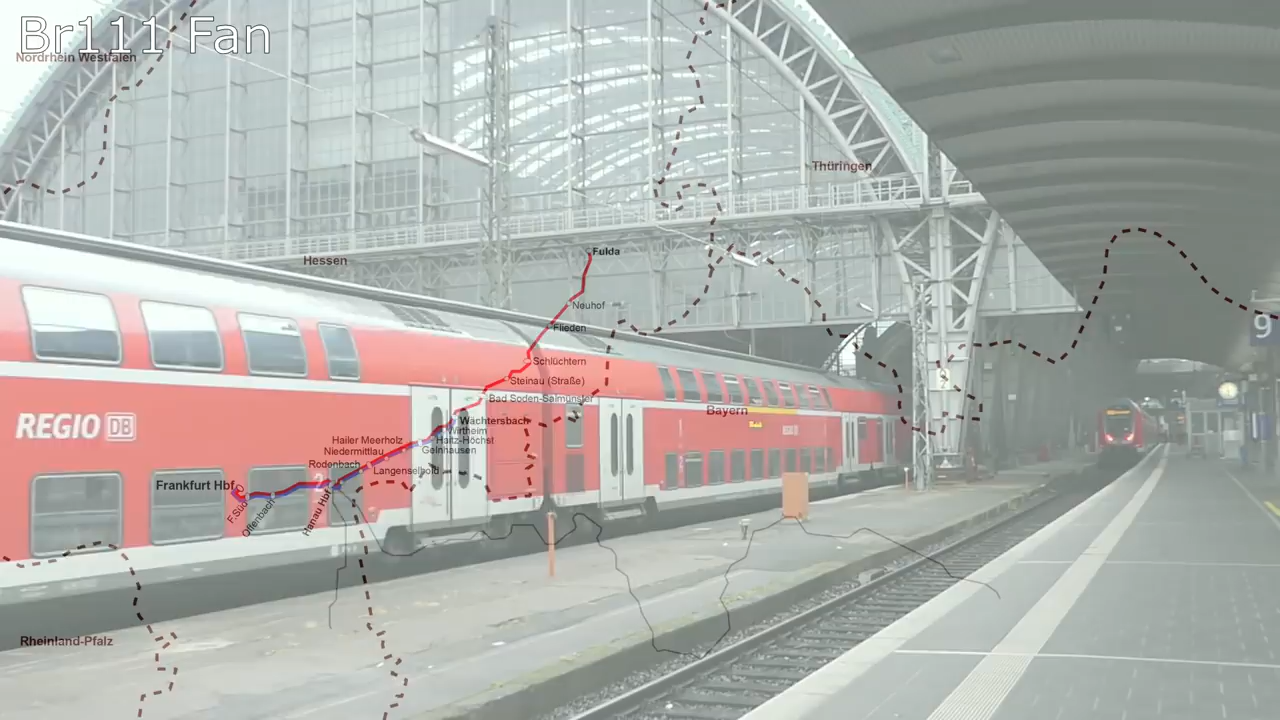 Br111 Fan
Nordrhein Westfalen
Thüringen
Hessen
Fulda
Neuhof
9
Flieden
Schlüchtern
Steinau (Straße)
Bad Soden-Salmünster
Bayern
REGIO DB
Wächtersbach
Wirtheim
Hailer Meerholz
Haitz-Höchst
Niedermittlau
Gelnhausen
Rodenbach
Langenselbold
2
Frankfurt Hbf
F.Süd
Offenbach
Hanau Hbf
Rheinland-Pfalz